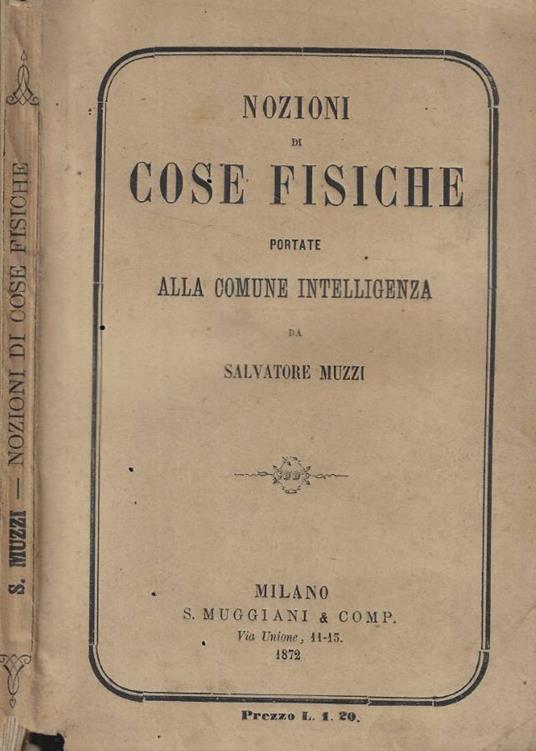 S. MUZZI — NOZIONI DI COSE FISICHE
NOZIONI
DI
COSE FISICHE
PORTATE
ALLA COMUNE INTELLIGENZA
DA
SALVATORE MUZZI
MILANO
S. MUGGIANI & COMP.
Via Unione, 11-15.
1872
Prezzo L. 1. 20.